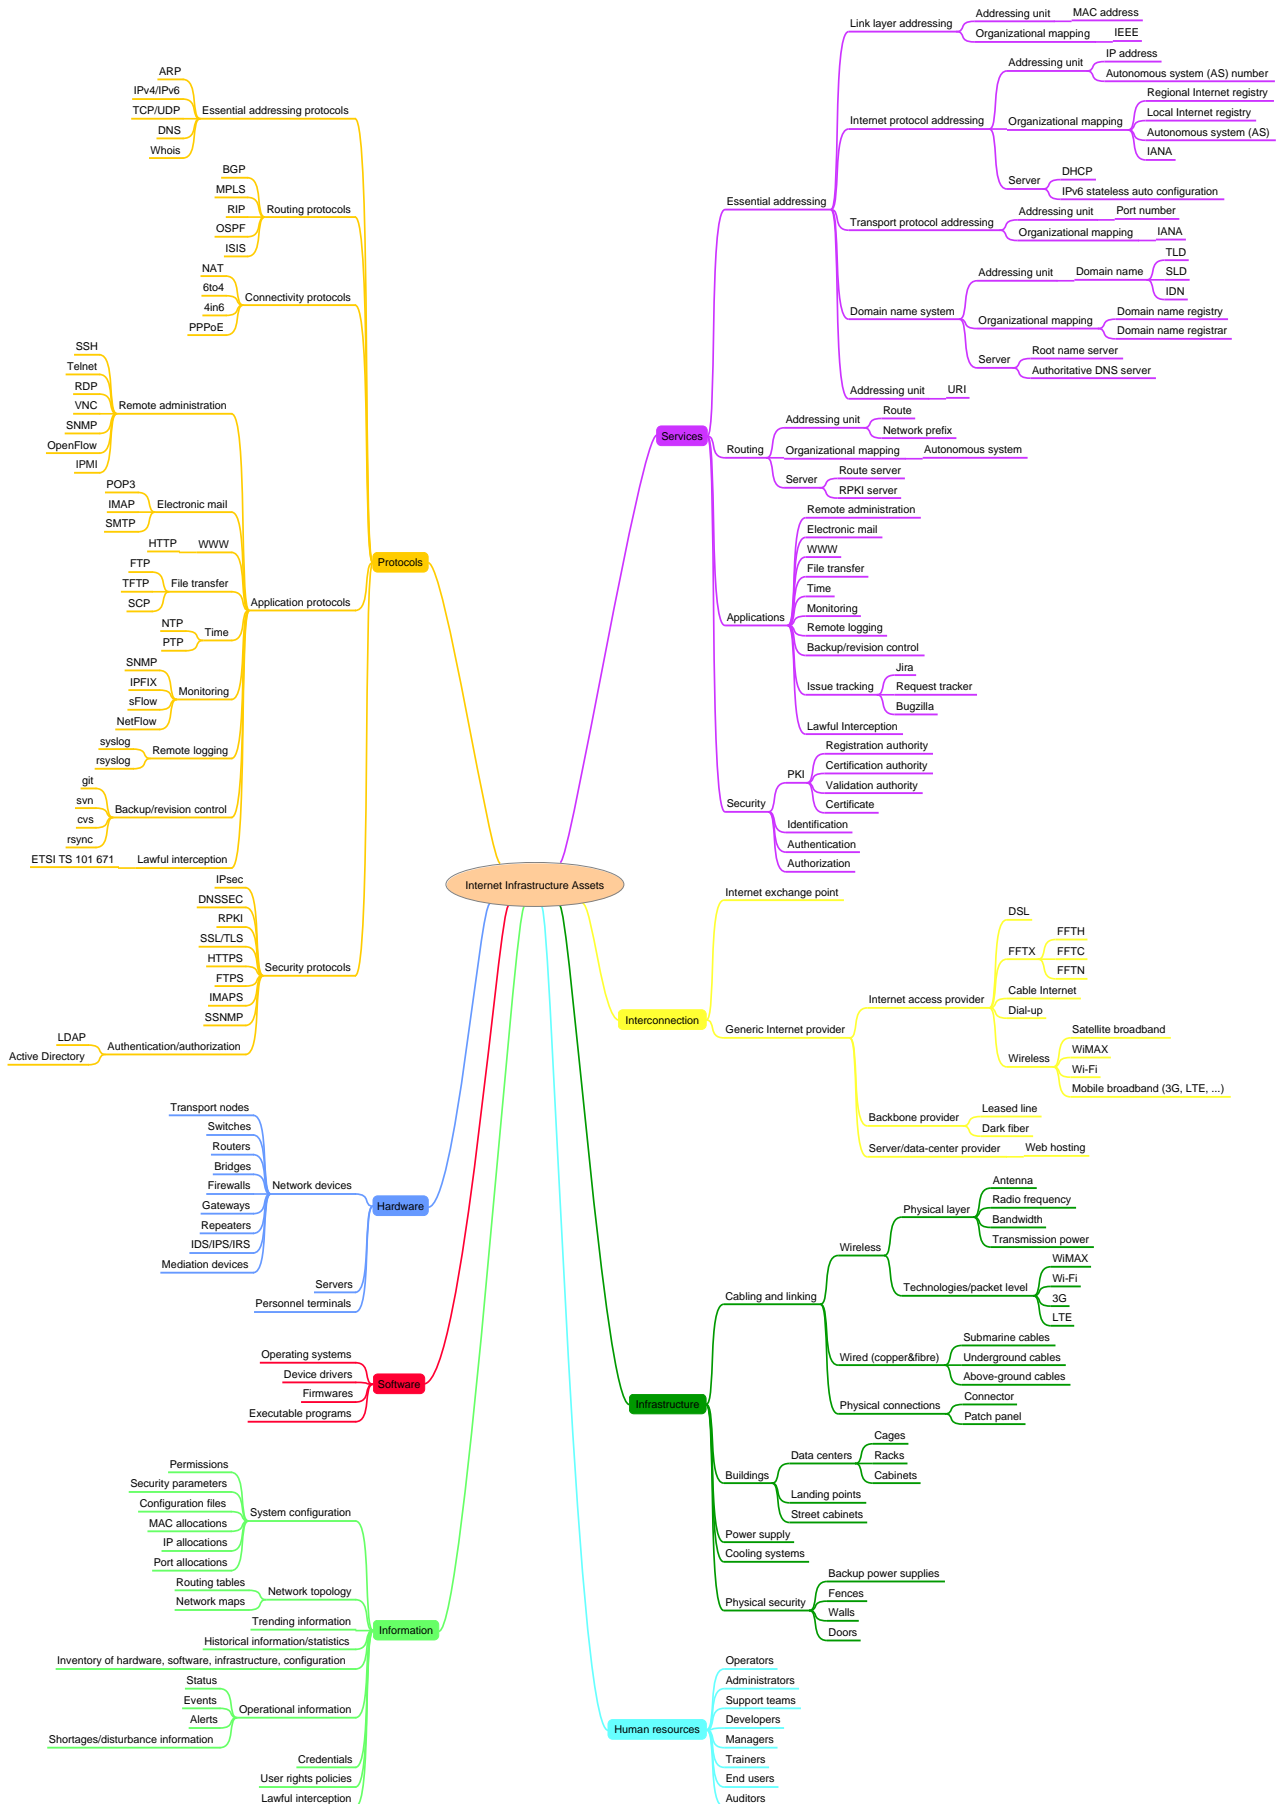 Internet Infrastructure Assets
Protocols
Essential addressing protocols
ARP
IPv4/IPv6
TCP/UDP
DNS
Whois
Routing protocols
BGP
MPLS
RIP
OSPF
ISIS
Connectivity protocols
NAT
6to4
4in6
PPPoE
Application protocols
Remote administration
SSH
Telnet
RDP
VNC
SNMP
OpenFlow
IPMI
Electronic mail
POP3
IMAP
SMTP
WWW
HTTP
File transfer
FTP
TFTP
SCP
Time
NTP
PTP
Monitoring
SNMP
IPFIX
sFlow
NetFlow
Remote logging
syslog
rsyslog
Backup/revision control
git
svn
cvs
rsync
Lawful interception
ETSI TS 101 671
Security protocols
IPsec
DNSSEC
RPKI
SSL/TLS
HTTPS
FTPS
IMAPS
SSNMP
Authentication/authorization
LDAP
Active Directory
Hardware
Network devices
Transport nodes
Switches
Routers
Bridges
Firewalls
Gateways
Repeaters
IDS/IPS/IRS
Mediation devices
Servers
Personnel terminals
Software
Operating systems
Device drivers
Firmwares
Executable programs
Information
System configuration
Permissions
Security parameters
Configuration files
MAC allocations
IP allocations
Port allocations
Network topology
Routing tables
Network maps
Trending information
Historical information/statistics
Inventory of hardware, software, infrastructure, configuration
Operational information
Status
Events
Alerts
Shortages/disturbance information
Credentials
User rights policies
Lawful interception
Services
Essential addressing
Link layer addressing
Addressing unit
MAC address
Organizational mapping
IEEE
Internet protocol addressing
Addressing unit
IP address
Autonomous system (AS) number
Organizational mapping
Regional Internet registry
Local Internet registry
Autonomous system (AS)
IANA
Server
DHCP
IPv6 stateless auto configuration
Transport protocol addressing
Addressing unit
Port number
Organizational mapping
IANA
Domain name system
Addressing unit
Domain name
TLD
SLD
IDN
Organizational mapping
Domain name registry
Domain name registrar
Server
Root name server
Authoritative DNS server
Addressing unit
URI
Routing
Addressing unit
Route
Network prefix
Organizational mapping
Autonomous system
Server
Route server
RPKI server
Applications
Remote administration
Electronic mail
WWW
File transfer
Time
Monitoring
Remote logging
Backup/revision control
Issue tracking
Jira
Request tracker
Bugzilla
Lawful Interception
Security
PKI
Registration authority
Certification authority
Validation authority
Certificate
Identification
Authentication
Authorization
Interconnection
Internet exchange point
Generic Internet provider
Internet access provider
DSL
FFTX
FFTH
FFTC
FFTN
Cable Internet
Dial-up
Wireless
Satellite broadband
WiMAX
Wi-Fi
Mobile broadband (3G, LTE, ...)
Backbone provider
Leased line
Dark fiber
Server/data-center provider
Web hosting
Infrastructure
Cabling and linking
Wireless
Physical layer
Antenna
Radio frequency
Bandwidth
Transmission power
Technologies/packet level
WiMAX
Wi-Fi
3G
LTE
Wired (copper&fibre)
Submarine cables
Underground cables
Above-ground cables
Physical connections
Connector
Patch panel
Buildings
Data centers
Cages
Racks
Cabinets
Landing points
Street cabinets
Power supply
Cooling systems
Physical security
Backup power supplies
Fences
Walls
Doors
Human resources
Operators
Administrators
Support teams
Developers
Managers
Trainers
End users
Auditors